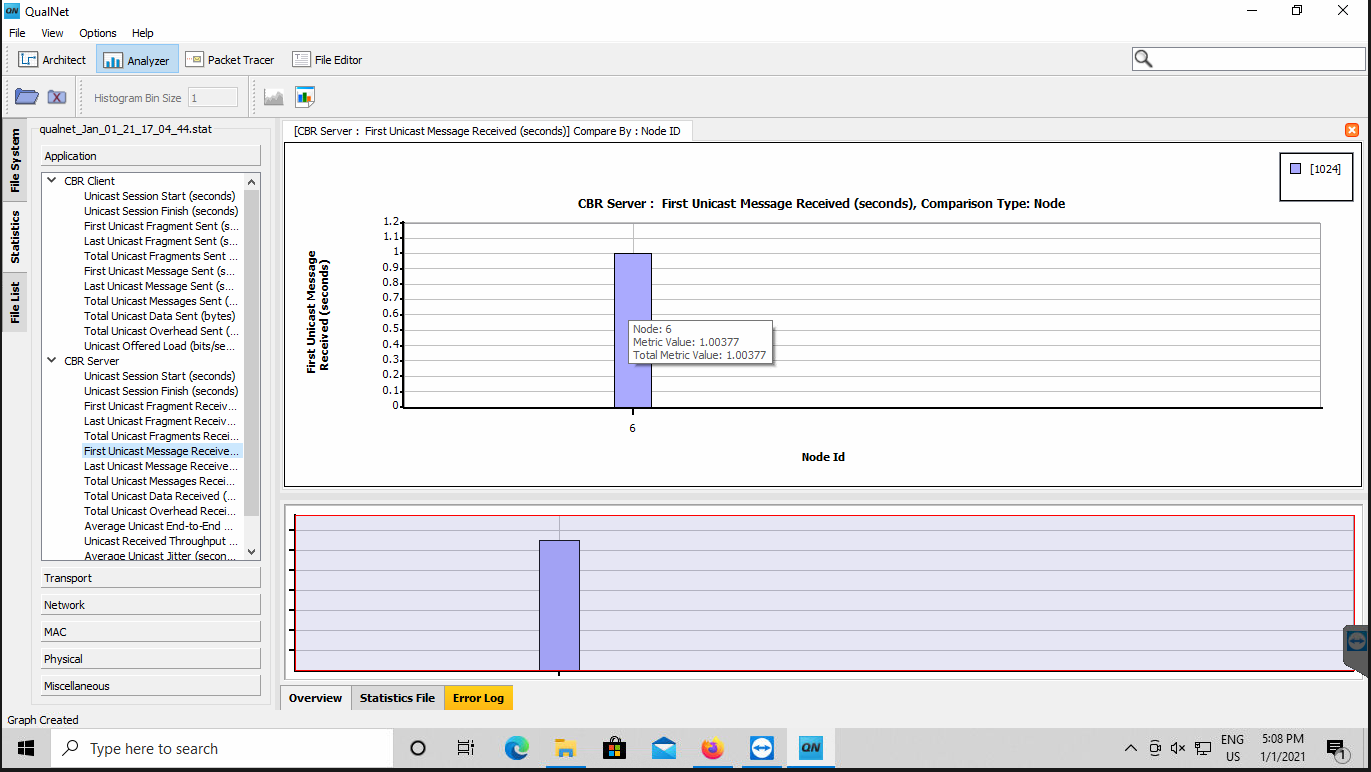 QN QualNet
File View Options Help
Architect Analyzer Packet Tracer File Editor
Histogram Bin Size 1
File System
Statistics
File List
qualnet_Jan_01_21_17_04_44.stat
Application
CBR Client
Unicast Session Start (seconds)
Unicast Session Finish (seconds)
First Unicast Fragment Sent (s...
Last Unicast Fragment Sent (s...
Total Unicast Fragments Sent ...
First Unicast Message Sent (s...
Last Unicast Message Sent (s...
Total Unicast Messages Sent (...
Total Unicast Data Sent (bytes)
Total Unicast Overhead Sent (...
Unicast Offered Load (bits/se...
CBR Server
Unicast Session Start (seconds)
Unicast Session Finish (seconds)
First Unicast Fragment Receiv...
Last Unicast Fragment Receiv...
Total Unicast Fragments Recei...
First Unicast Message Receive...
Last Unicast Message Receive...
Total Unicast Messages Recei...
Total Unicast Data Received (...
Total Unicast Overhead Recei...
Average Unicast End-to-End ...
Unicast Received Throughput ...
Average Unicast Jitter (secon...
Transport
Network
MAC
Physical
Miscellaneous
[CBR Server : First Unicast Message Received (seconds)] Compare By : Node ID
[1024]
CBR Server : First Unicast Message Received (seconds), Comparison Type: Node
First Unicast Message
Received (seconds)
1.2
1.1
1
0.9
0.8
0.7
0.6
0.5
0.4
0.3
0.2
0.1
0
Node: 6
Metric Value: 1.00377
Total Metric Value: 1.00377
6
Node Id
Overview Statistics File Error Log
Graph Created
Type here to search
QN
ENG
US
5:08 PM
1/1/2021
1